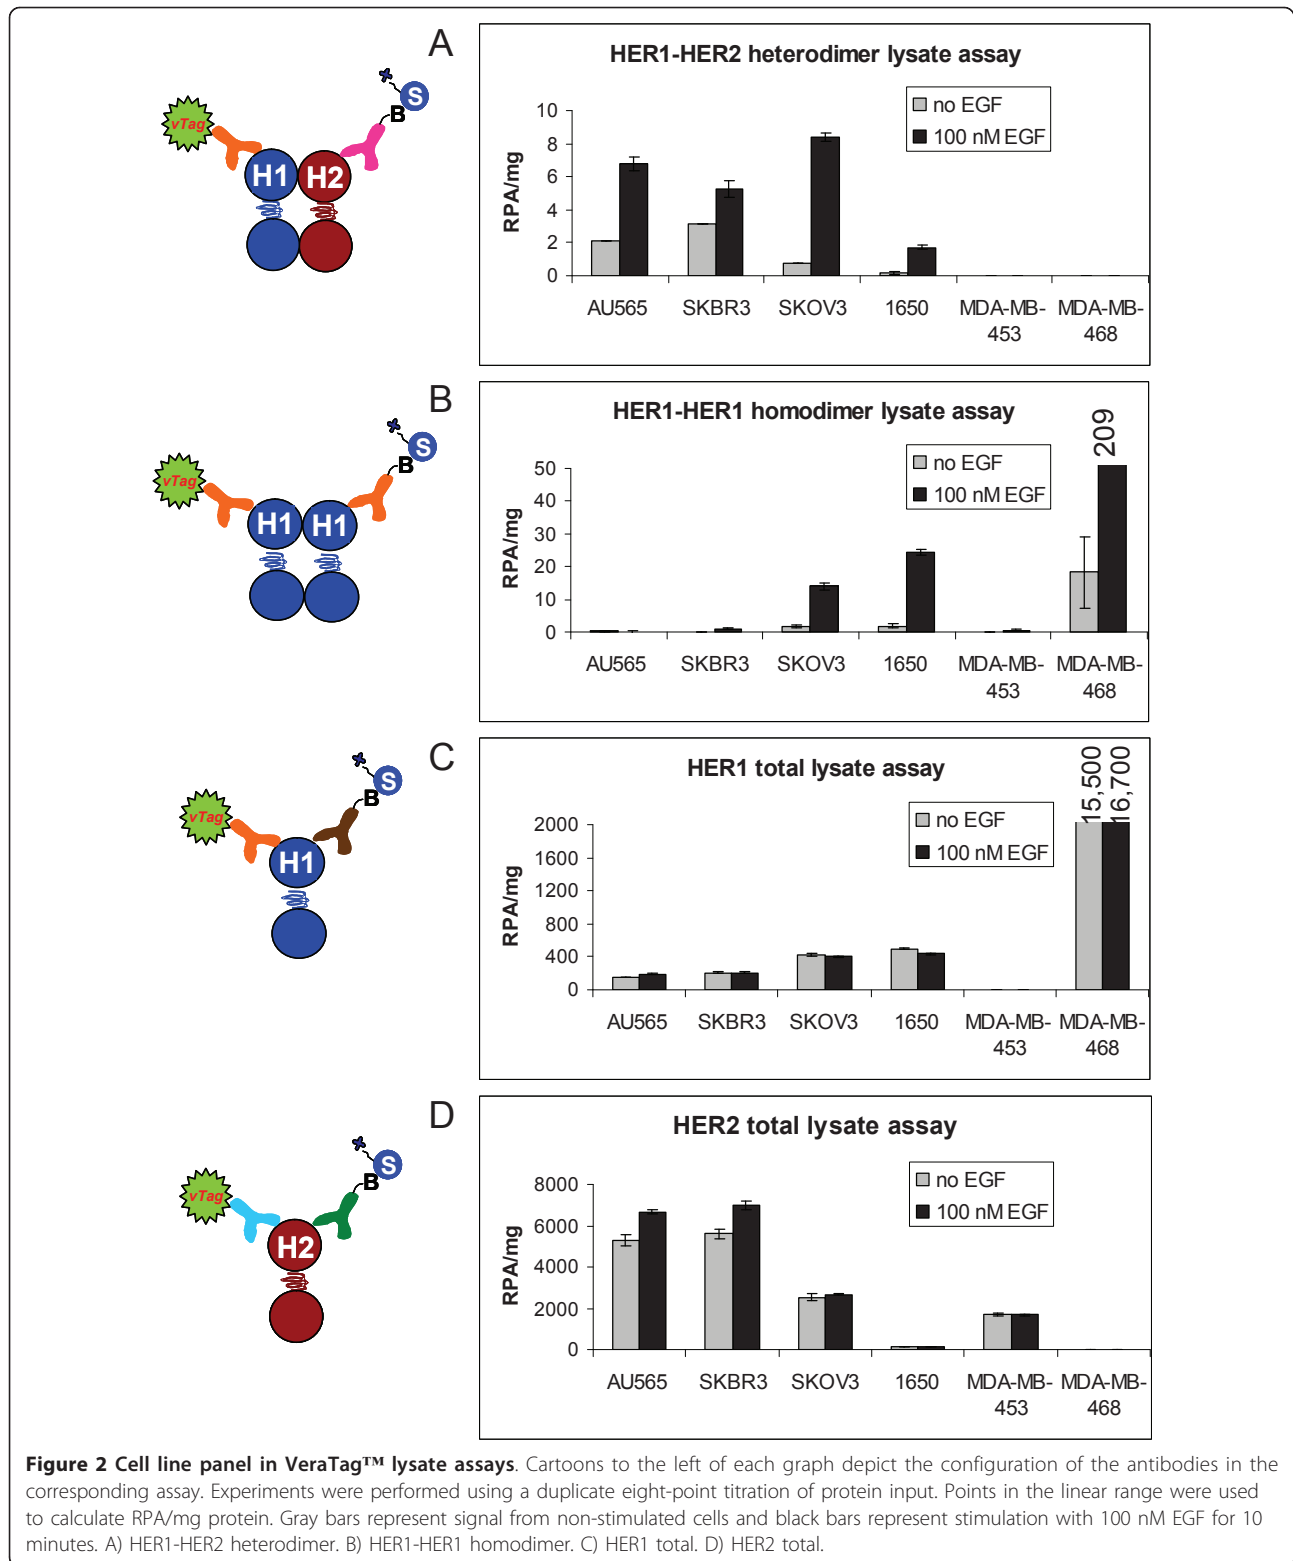 A
vTag
H1
H2
B
S
HER1-HER2 heterodimer lysate assay
no EGF
100 nM EGF
RPA/mg
10
8
6
4
2
0
AU565 SKBR3 SKOV3 1650 MDA-MB-453 MDA-MB-468
B
vTag
H1
H1
B
S
HER1-HER1 homodimer lysate assay
no EGF
100 nM EGF
209
RPA/mg
50
40
30
20
10
0
AU565 SKBR3 SKOV3 1650 MDA-MB-453 MDA-MB-468
C
vTag
H1
B
S
HER1 total lysate assay
no EGF
100 nM EGF
15,500
16,700
RPA/mg
2000
1600
1200
800
400
0
AU565 SKBR3 SKOV3 1650 MDA-MB-453 MDA-MB-468
D
vTag
H2
B
S
HER2 total lysate assay
no EGF
100 nM EGF
RPA/mg
8000
6000
4000
2000
0
AU565 SKBR3 SKOV3 1650 MDA-MB-453 MDA-MB-468
Figure 2 Cell line panel in VeraTag™ lysate assays. Cartoons to the left of each graph depict the configuration of the antibodies in the
corresponding assay. Experiments were performed using a duplicate eight-point titration of protein input. Points in the linear range were used
to calculate RPA/mg protein. Gray bars represent signal from non-stimulated cells and black bars represent stimulation with 100 nM EGF for 10
minutes. A) HER1-HER2 heterodimer. B) HER1-HER1 homodimer. C) HER1 total. D) HER2 total.